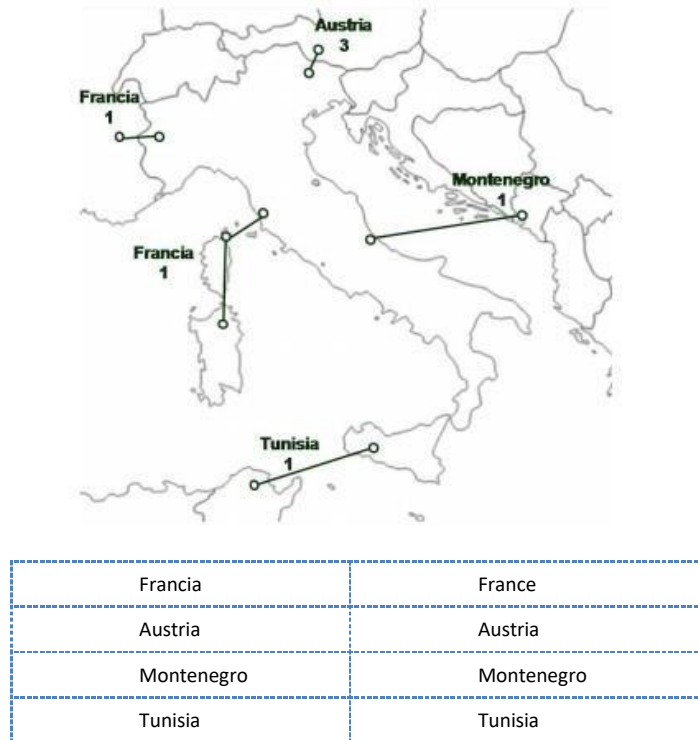 Austria
3
Francia
1
Montenegro
1
Francia
1
Tunisia
1
Francia France
Austria Austria
Montenegro Montenegro
Tunisia Tunisia